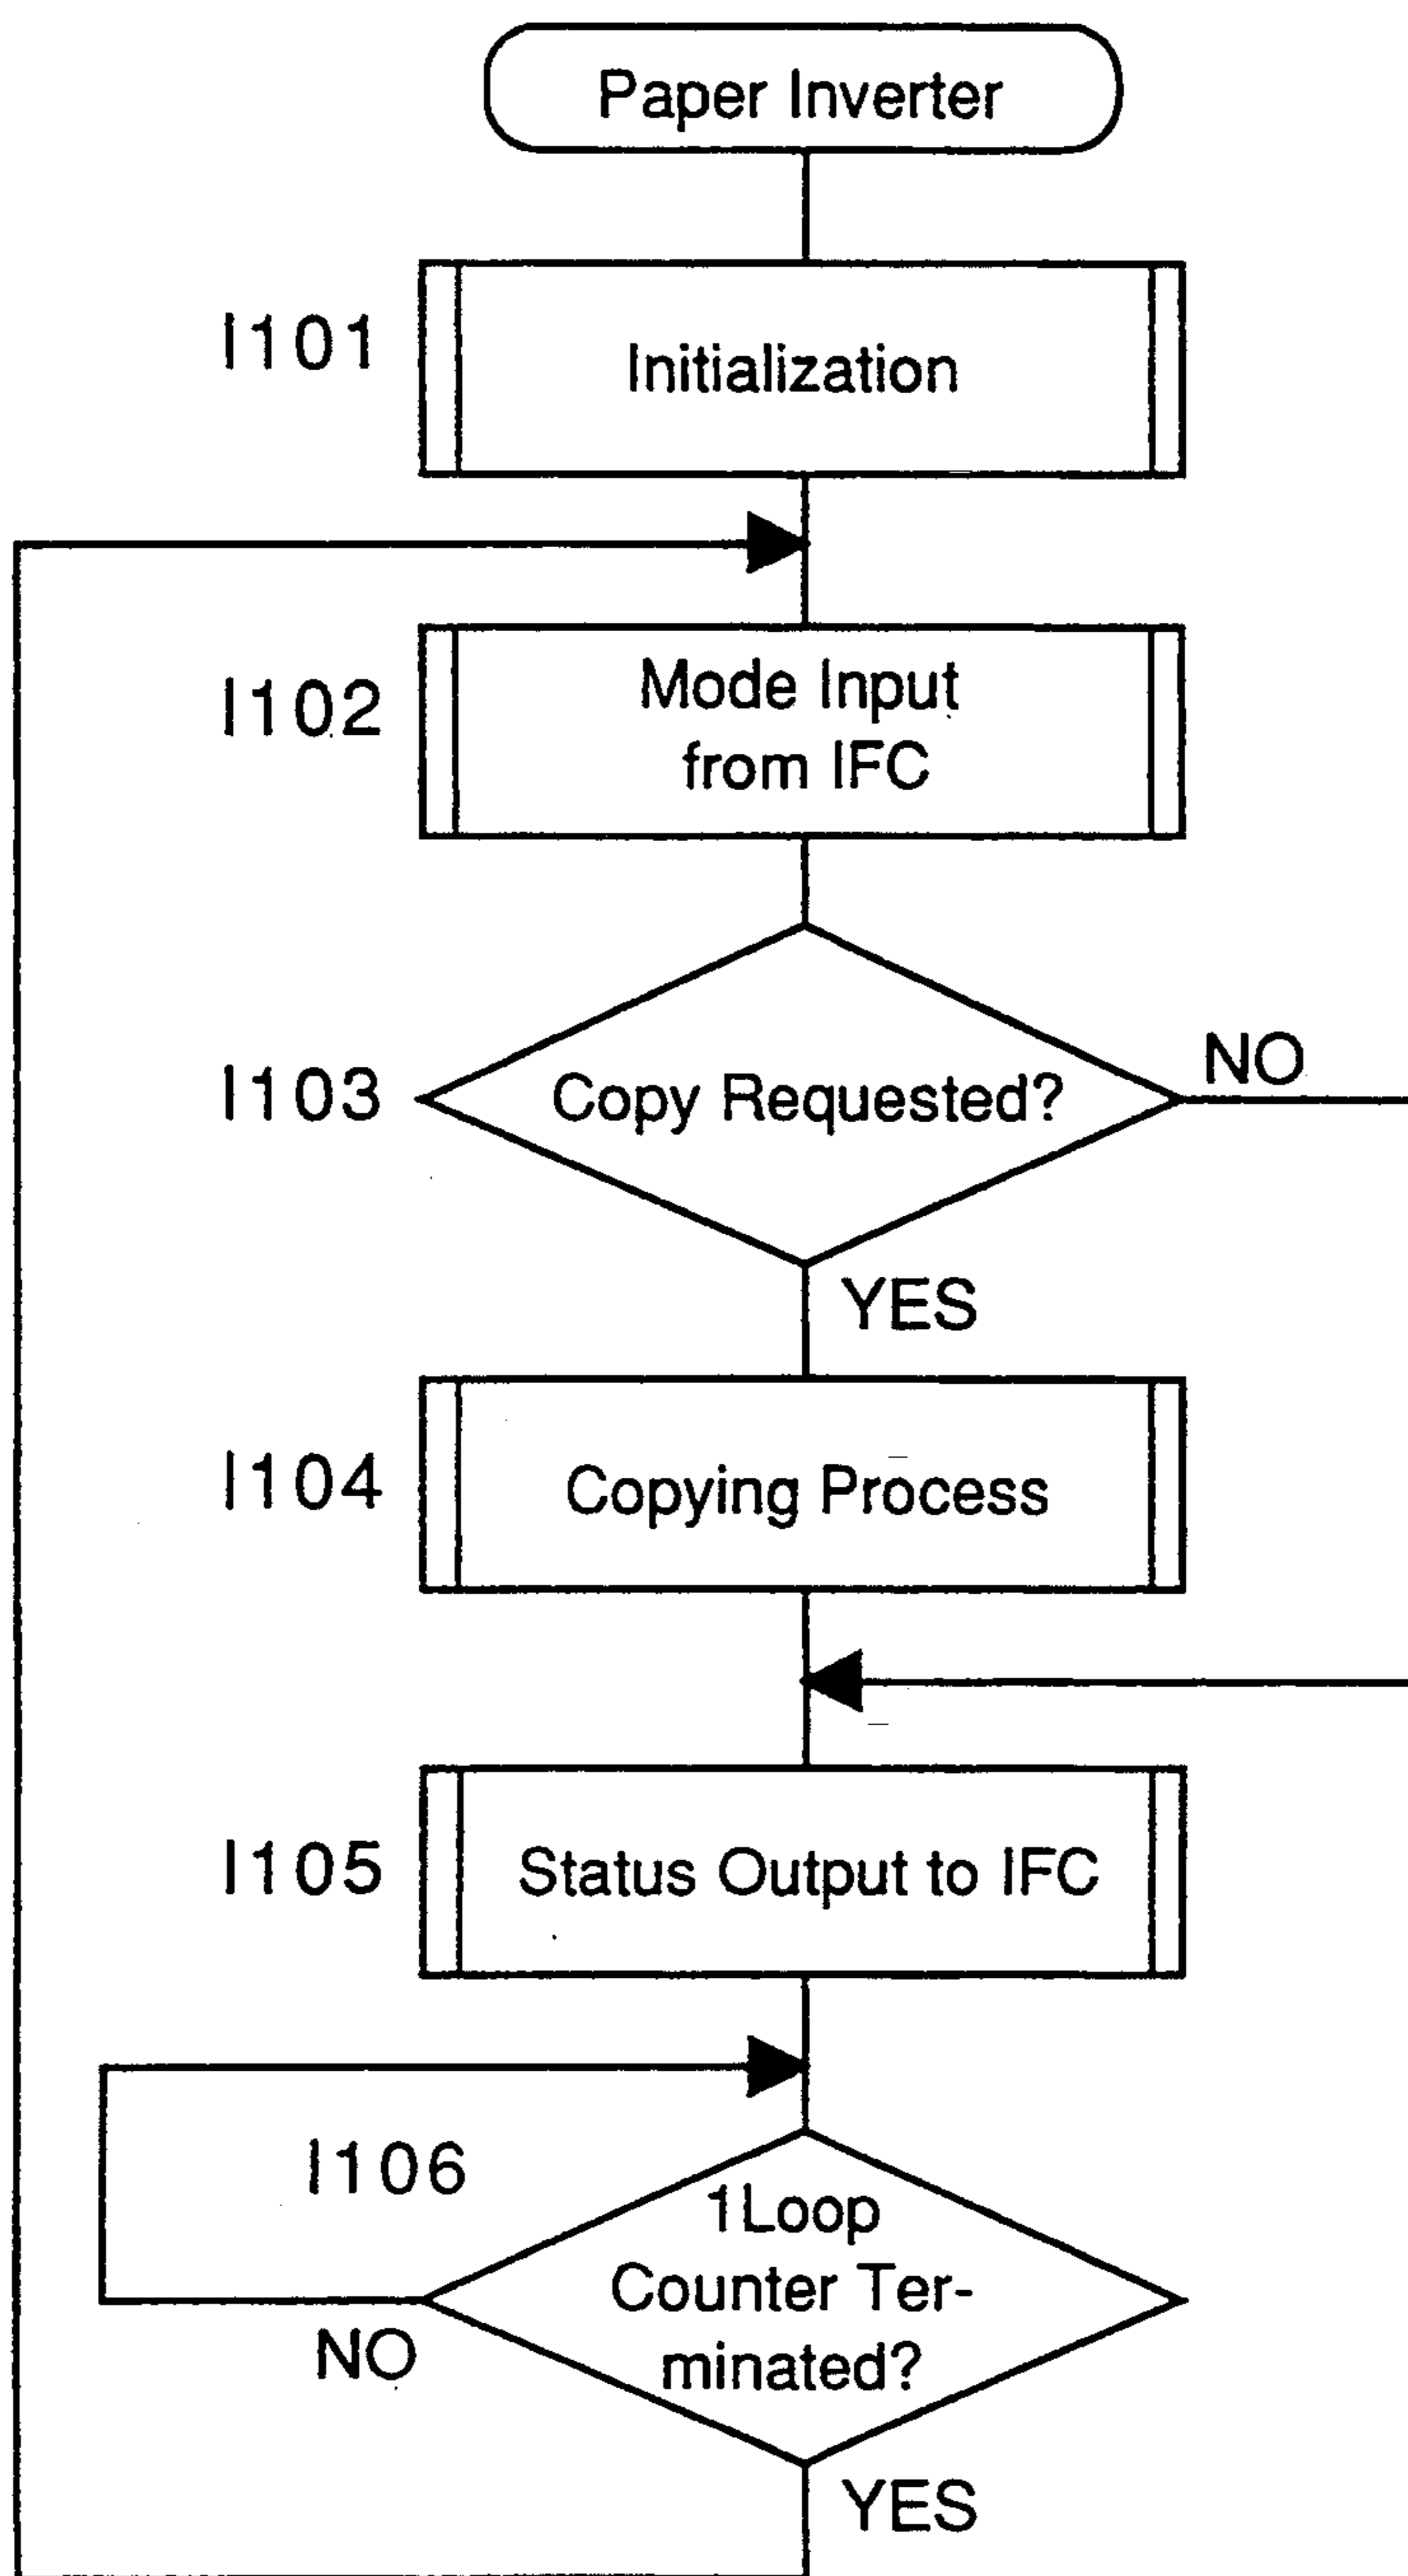 Paper Inverter
I101
Initialization
I102
Mode Input
from IFC
I103
Copy Requested?
NO
YES
I104
Copying Process
I105
Status Output to IFC
I106
1Loop
Counter Ter-
minated?
NO
YES